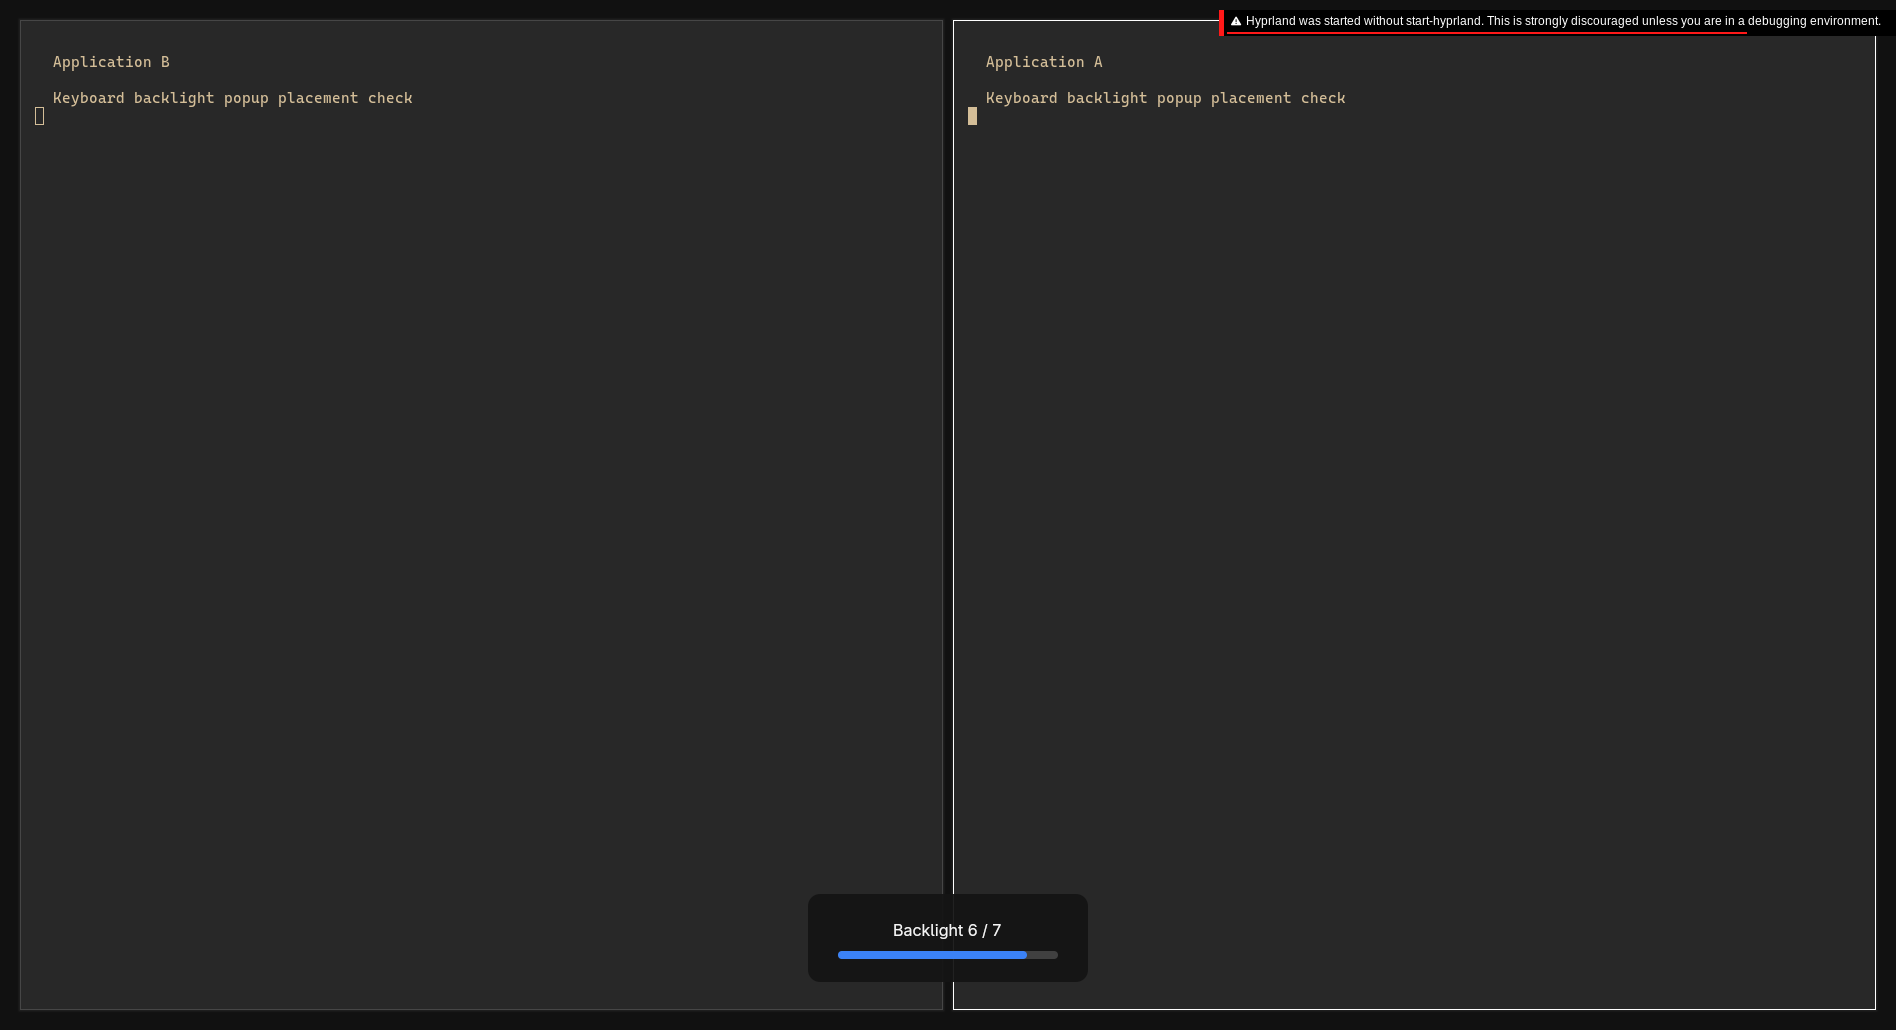 Hyprland was started without start-hyprland. This is strongly discouraged unless you are in a debugging environment.
Application B
Keyboard backlight popup placement check
Application A
Keyboard backlight popup placement check
Backlight 6 / 7